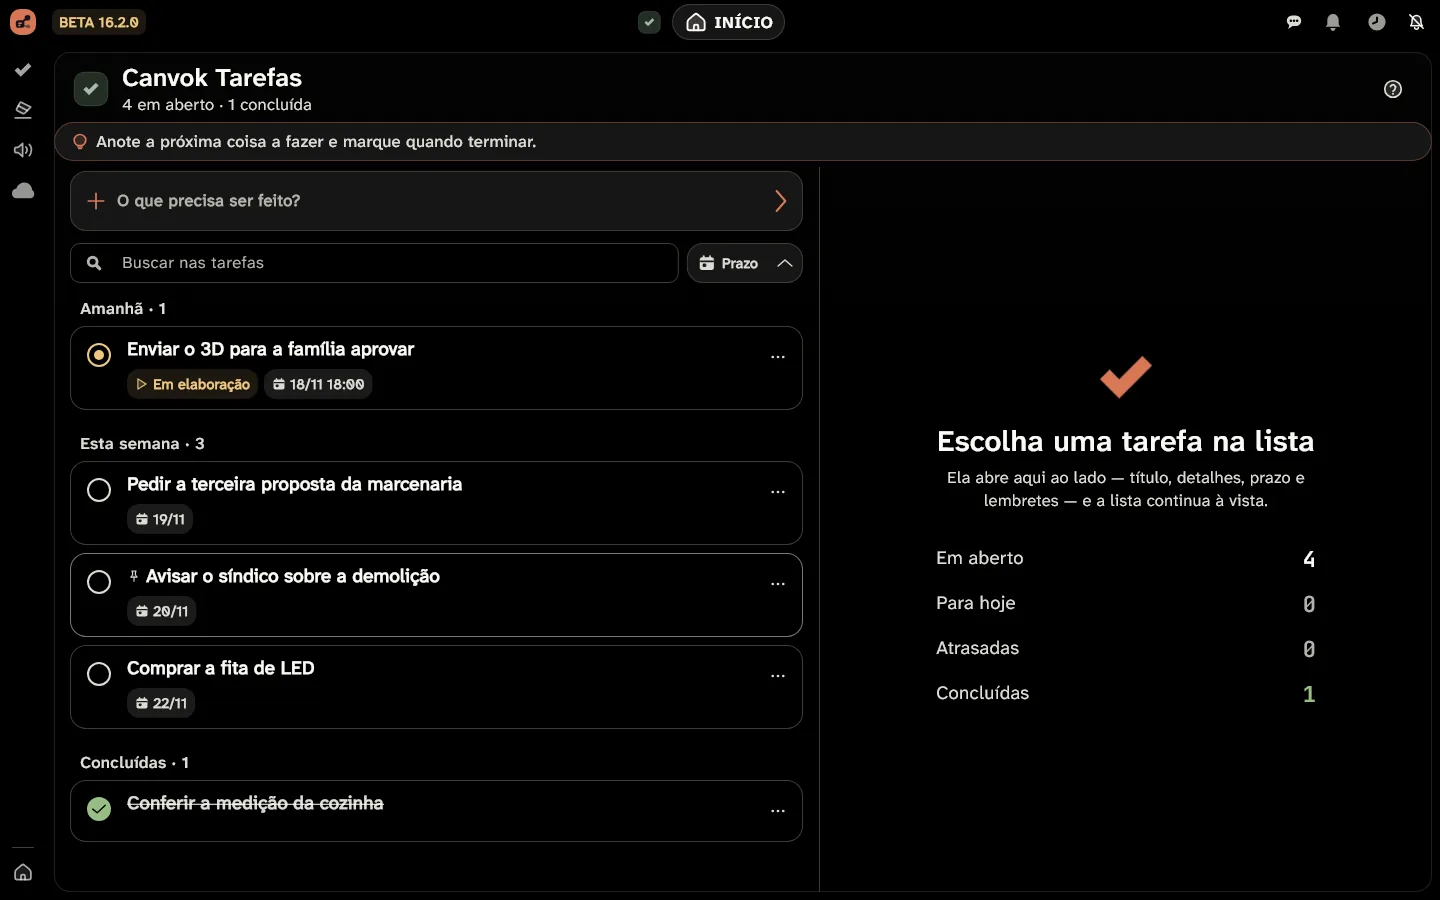 BETA 16.2.0
INÍCIO
Canvok Tarefas
4 em aberto · 1 concluída
Anote a próxima coisa a fazer e marque quando terminar.
O que precisa ser feito?
Buscar nas tarefas
Prazo
Amanhã · 1
Enviar o 3D para a família aprovar
Em elaboração
18/11 18:00
Esta semana · 3
Pedir a terceira proposta da marcenaria
19/11
Avisar o síndico sobre a demolição
20/11
Comprar a fita de LED
22/11
Concluídas · 1
Conferir a medição da cozinha
Escolha uma tarefa na lista
Ela abre aqui ao lado — título, detalhes, prazo e
lembretes — e a lista continua à vista.
Em aberto 4
Para hoje 0
Atrasadas 0
Concluídas 1